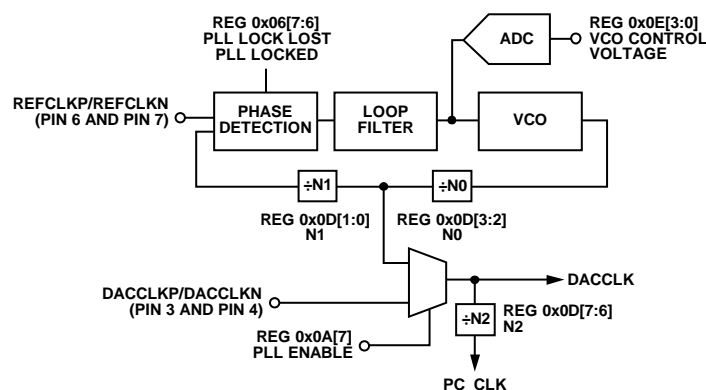 REG 0x06[7:6]
PLL LOCK LOST
PLL LOCKED
ADC
REG 0x0E[3:0]
VCO CONTROL
VOLTAGE
REFCLKP/REFCLKN
(PIN 6 AND PIN 7)
PHASE
DETECTION
LOOP
FILTER
VCO
÷N1
÷N0
REG 0x0D[1:0]
N1
REG 0x0D[3:2]
N0
DACCLKP/DACCLKN
(PIN 3 AND PIN 4)
DACCLK
REG 0x0A[7]
PLL ENABLE
÷N2
REG 0x0D[7:6]
N2
PC_CLK